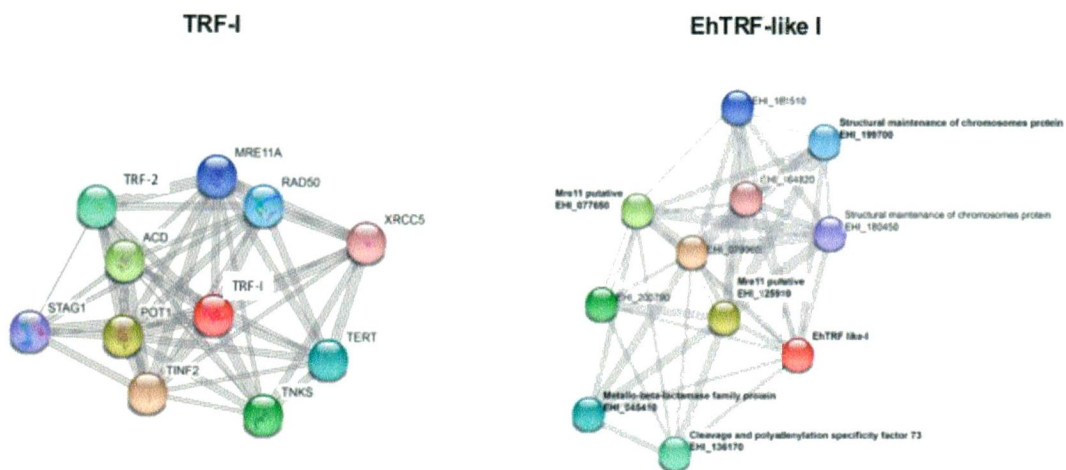 TRF-I
EhTRF-like I
MRE11A
TRF-2
RAD50
XRCC5
ACD
TRF-I
STAG1
POT1
TERT
TINF2
TNKS
Structural maintenance of chromosomes protein
EHI_199700
Mre11 putative
EHI_077650
Structural maintenance of chromosomes protein
EHI_180450
Mre11 putative
EhTRF like-I
Metallo-beta-lactamase family protein
Cleavage and polyadenylation specificity factor 73
EHI_136170